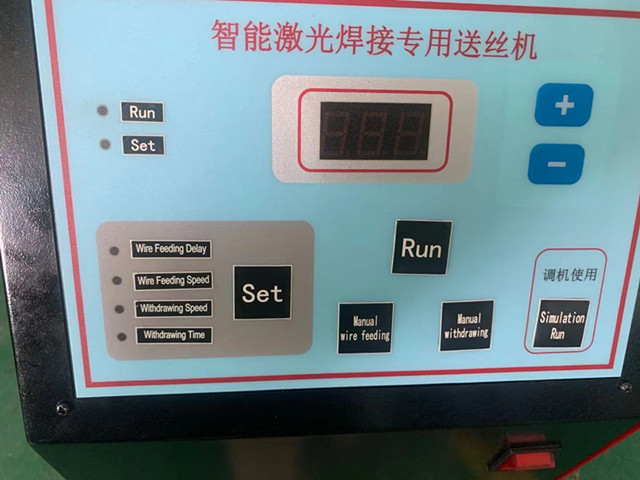 智能激光焊接专用送丝机
Run
Set
+
-
Wire Feeding Delay
Wire Feeding Speed
Withdrawing Speed
Withdrawing Time
Set
Run
Manual
wire feeding
Manual
withdrawing
调机使用
Simulation
Run